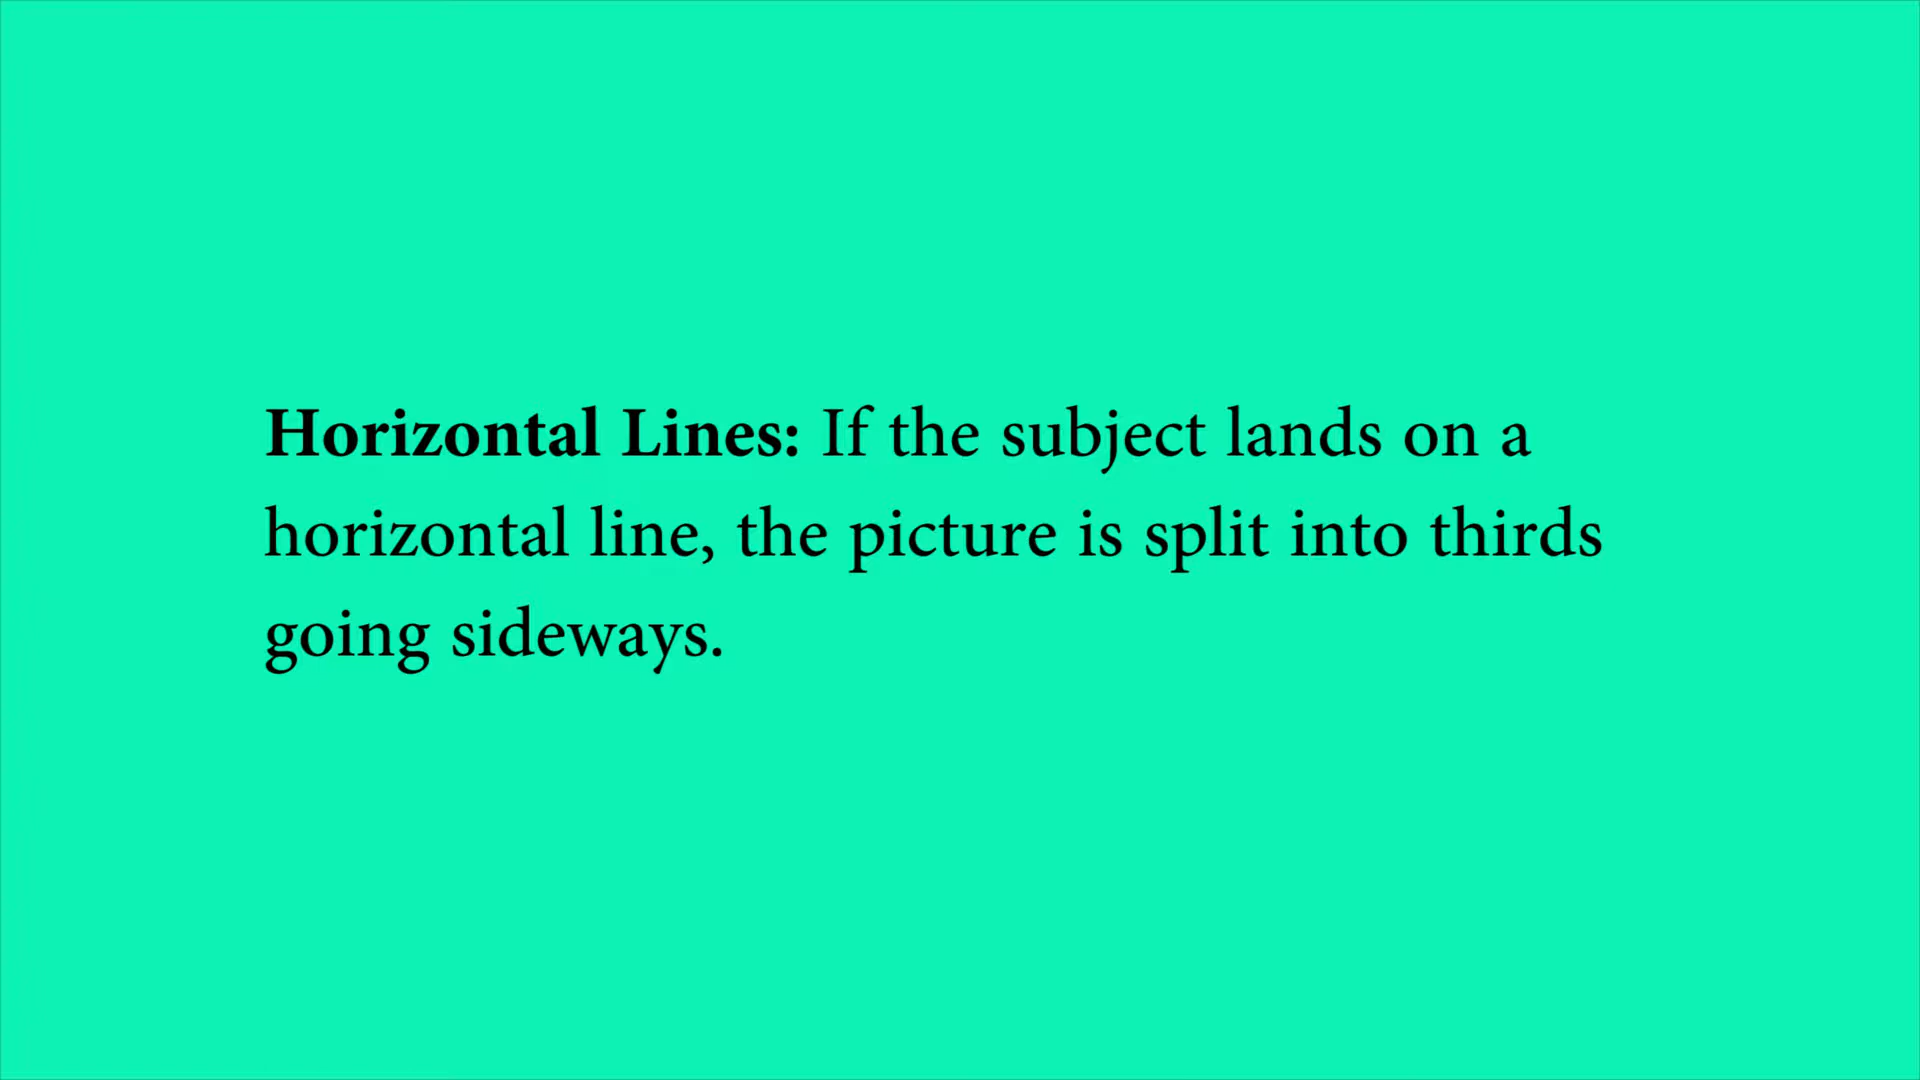 Horizontal Lines: If the subject lands on a
horizontal line, the picture is split into thirds
going sideways.